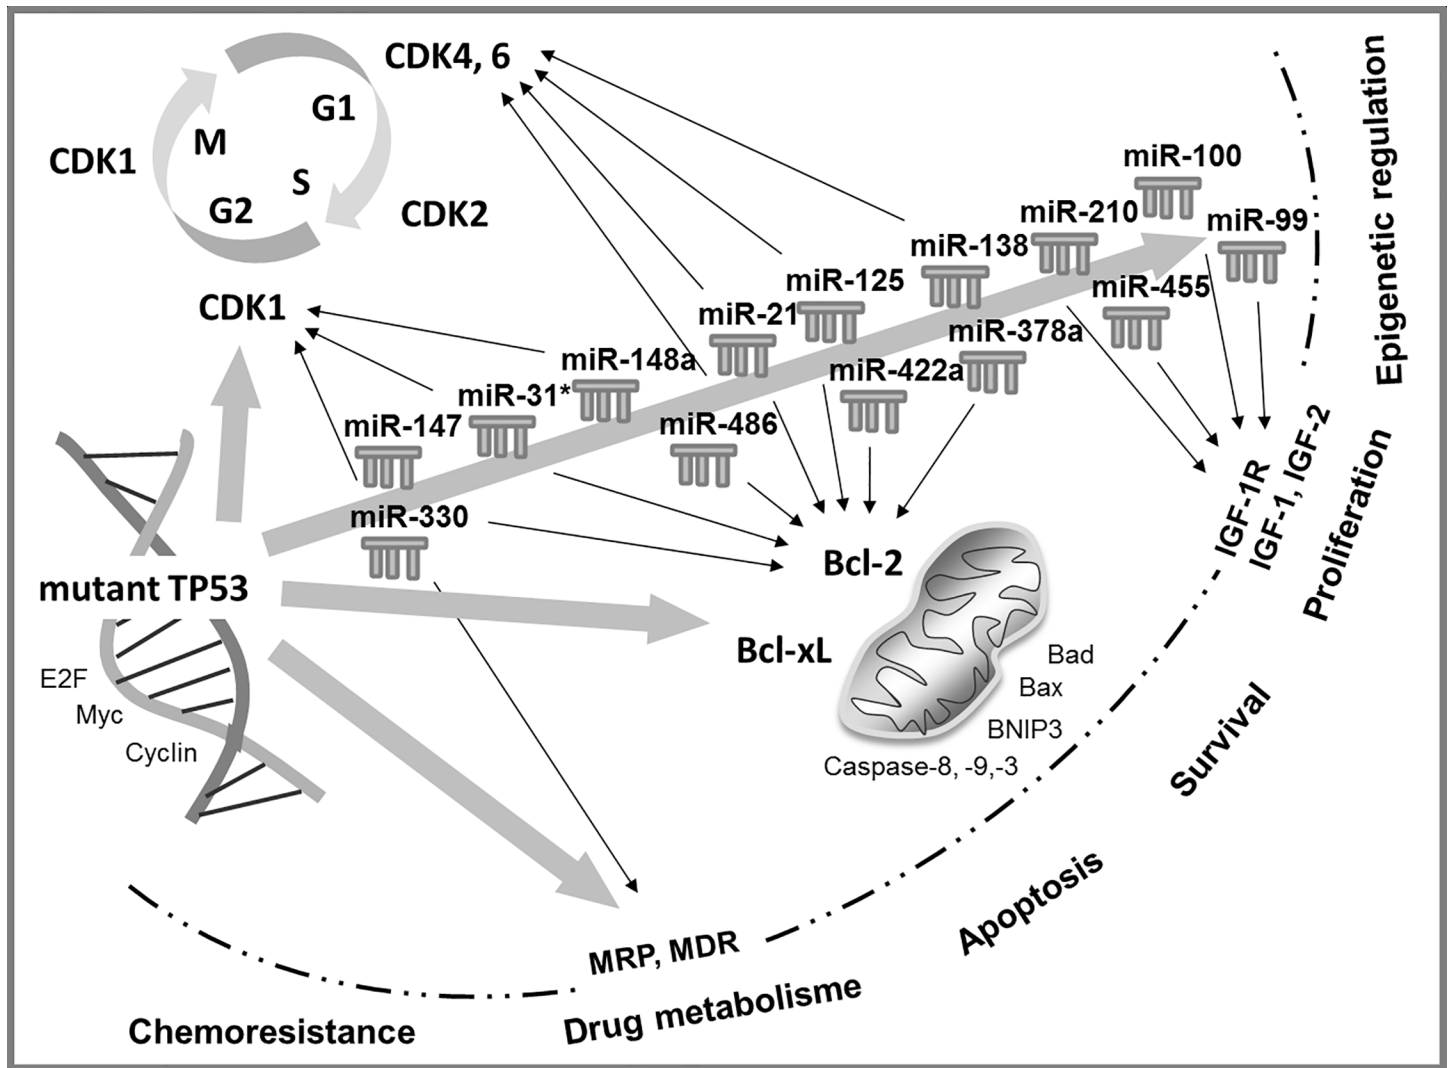 CDK4, 6
G1
M
CDK1
S
G2
CDK2
CDK1
miR-100
miR-210
miR-99
miR-138
miR-125
miR-455
miR-21
miR-378a
miR-148a
miR-422a
miR-31*
miR-147
miR-486
miR-330
Epigenetic regulation
IGF-1R
IGF-1, IGF-2
Proliferation
Bcl-2
mutant TP53
Bcl-xL
Bad
Bax
BNIP3
Caspase-8, -9,-3
E2F
Myc
Cyclin
Survival
Apoptosis
MRP, MDR
Drug metabolisme
Chemoresistance